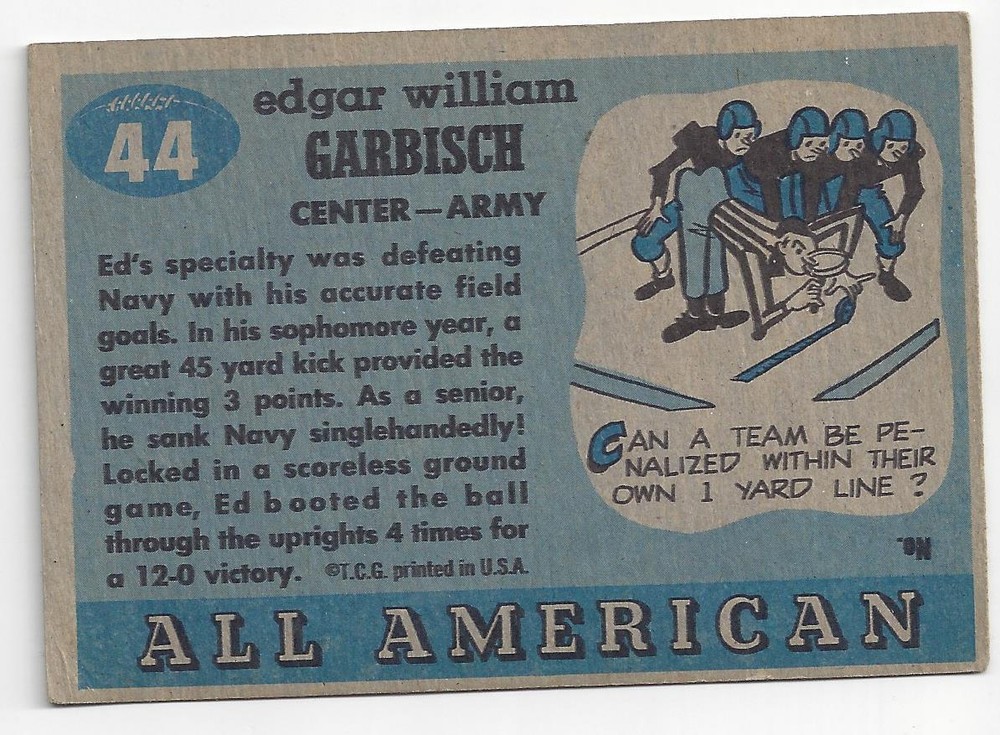 44
edgar william
GARBISCH
CENTER—ARMY
Ed's specialty was defeating
Navy with his accurate field
goals. In his sophomore year, a
great 45 yard kick provided the
winning 3 points. As a senior,
he sank Navy singlehandedly!
Locked in a scoreless ground
game, Ed booted the ball
through the uprights 4 times for
a 12-0 victory. ©T.C.G. printed in U.S.A.
CAN A TEAM BE PE-
NALIZED WITHIN THEIR
OWN 1 YARD LINE?
No.
ALL AMERICAN